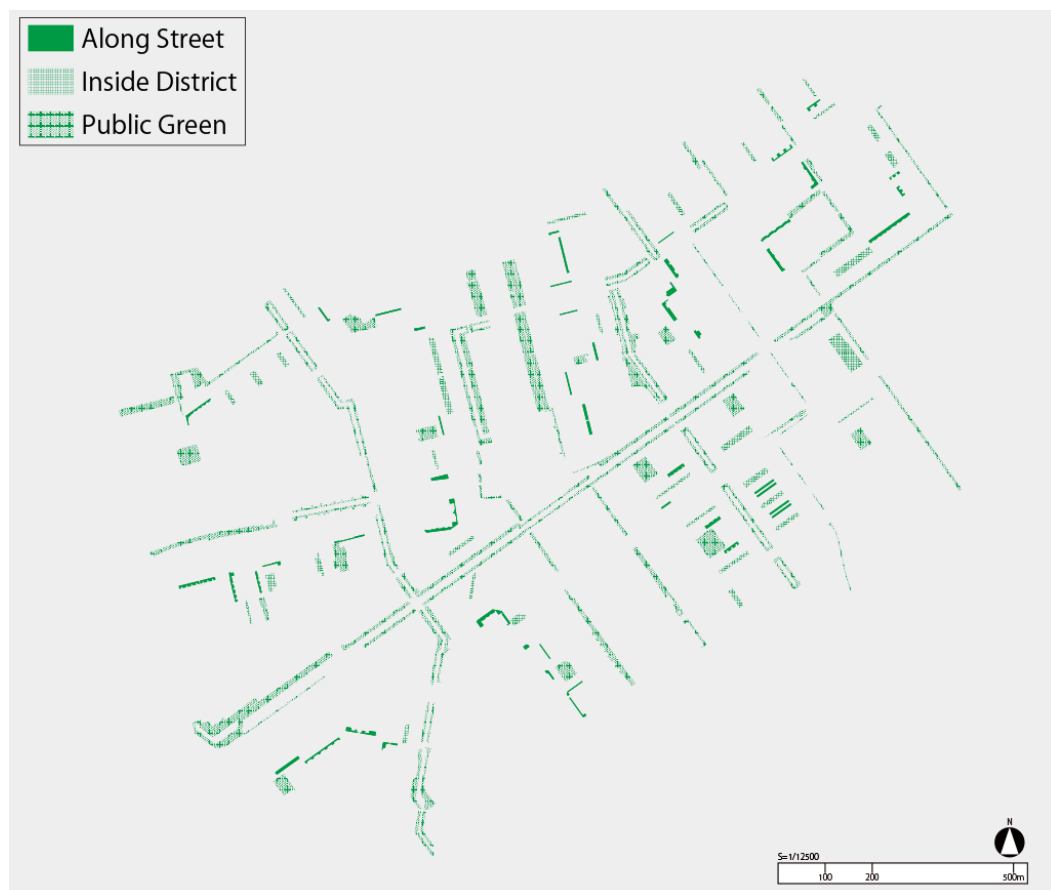 Along Street
Inside District
Public Green
N
S=1/12500
100 200 500m